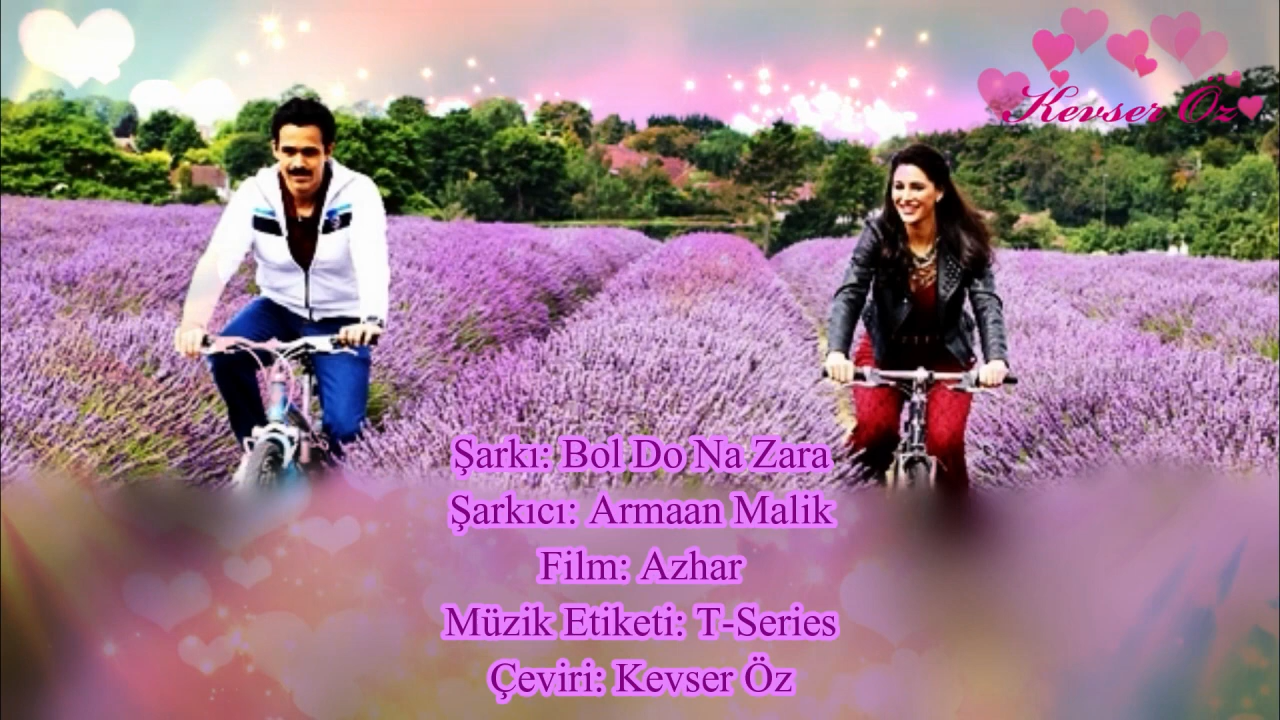 Kevser Öz
Şarkı: Bol Do Na Zara
Şarkıcı: Armaan Malik
Film: Azhar
Müzik Etiketi: T-Series
Çeviri: Kevser Öz